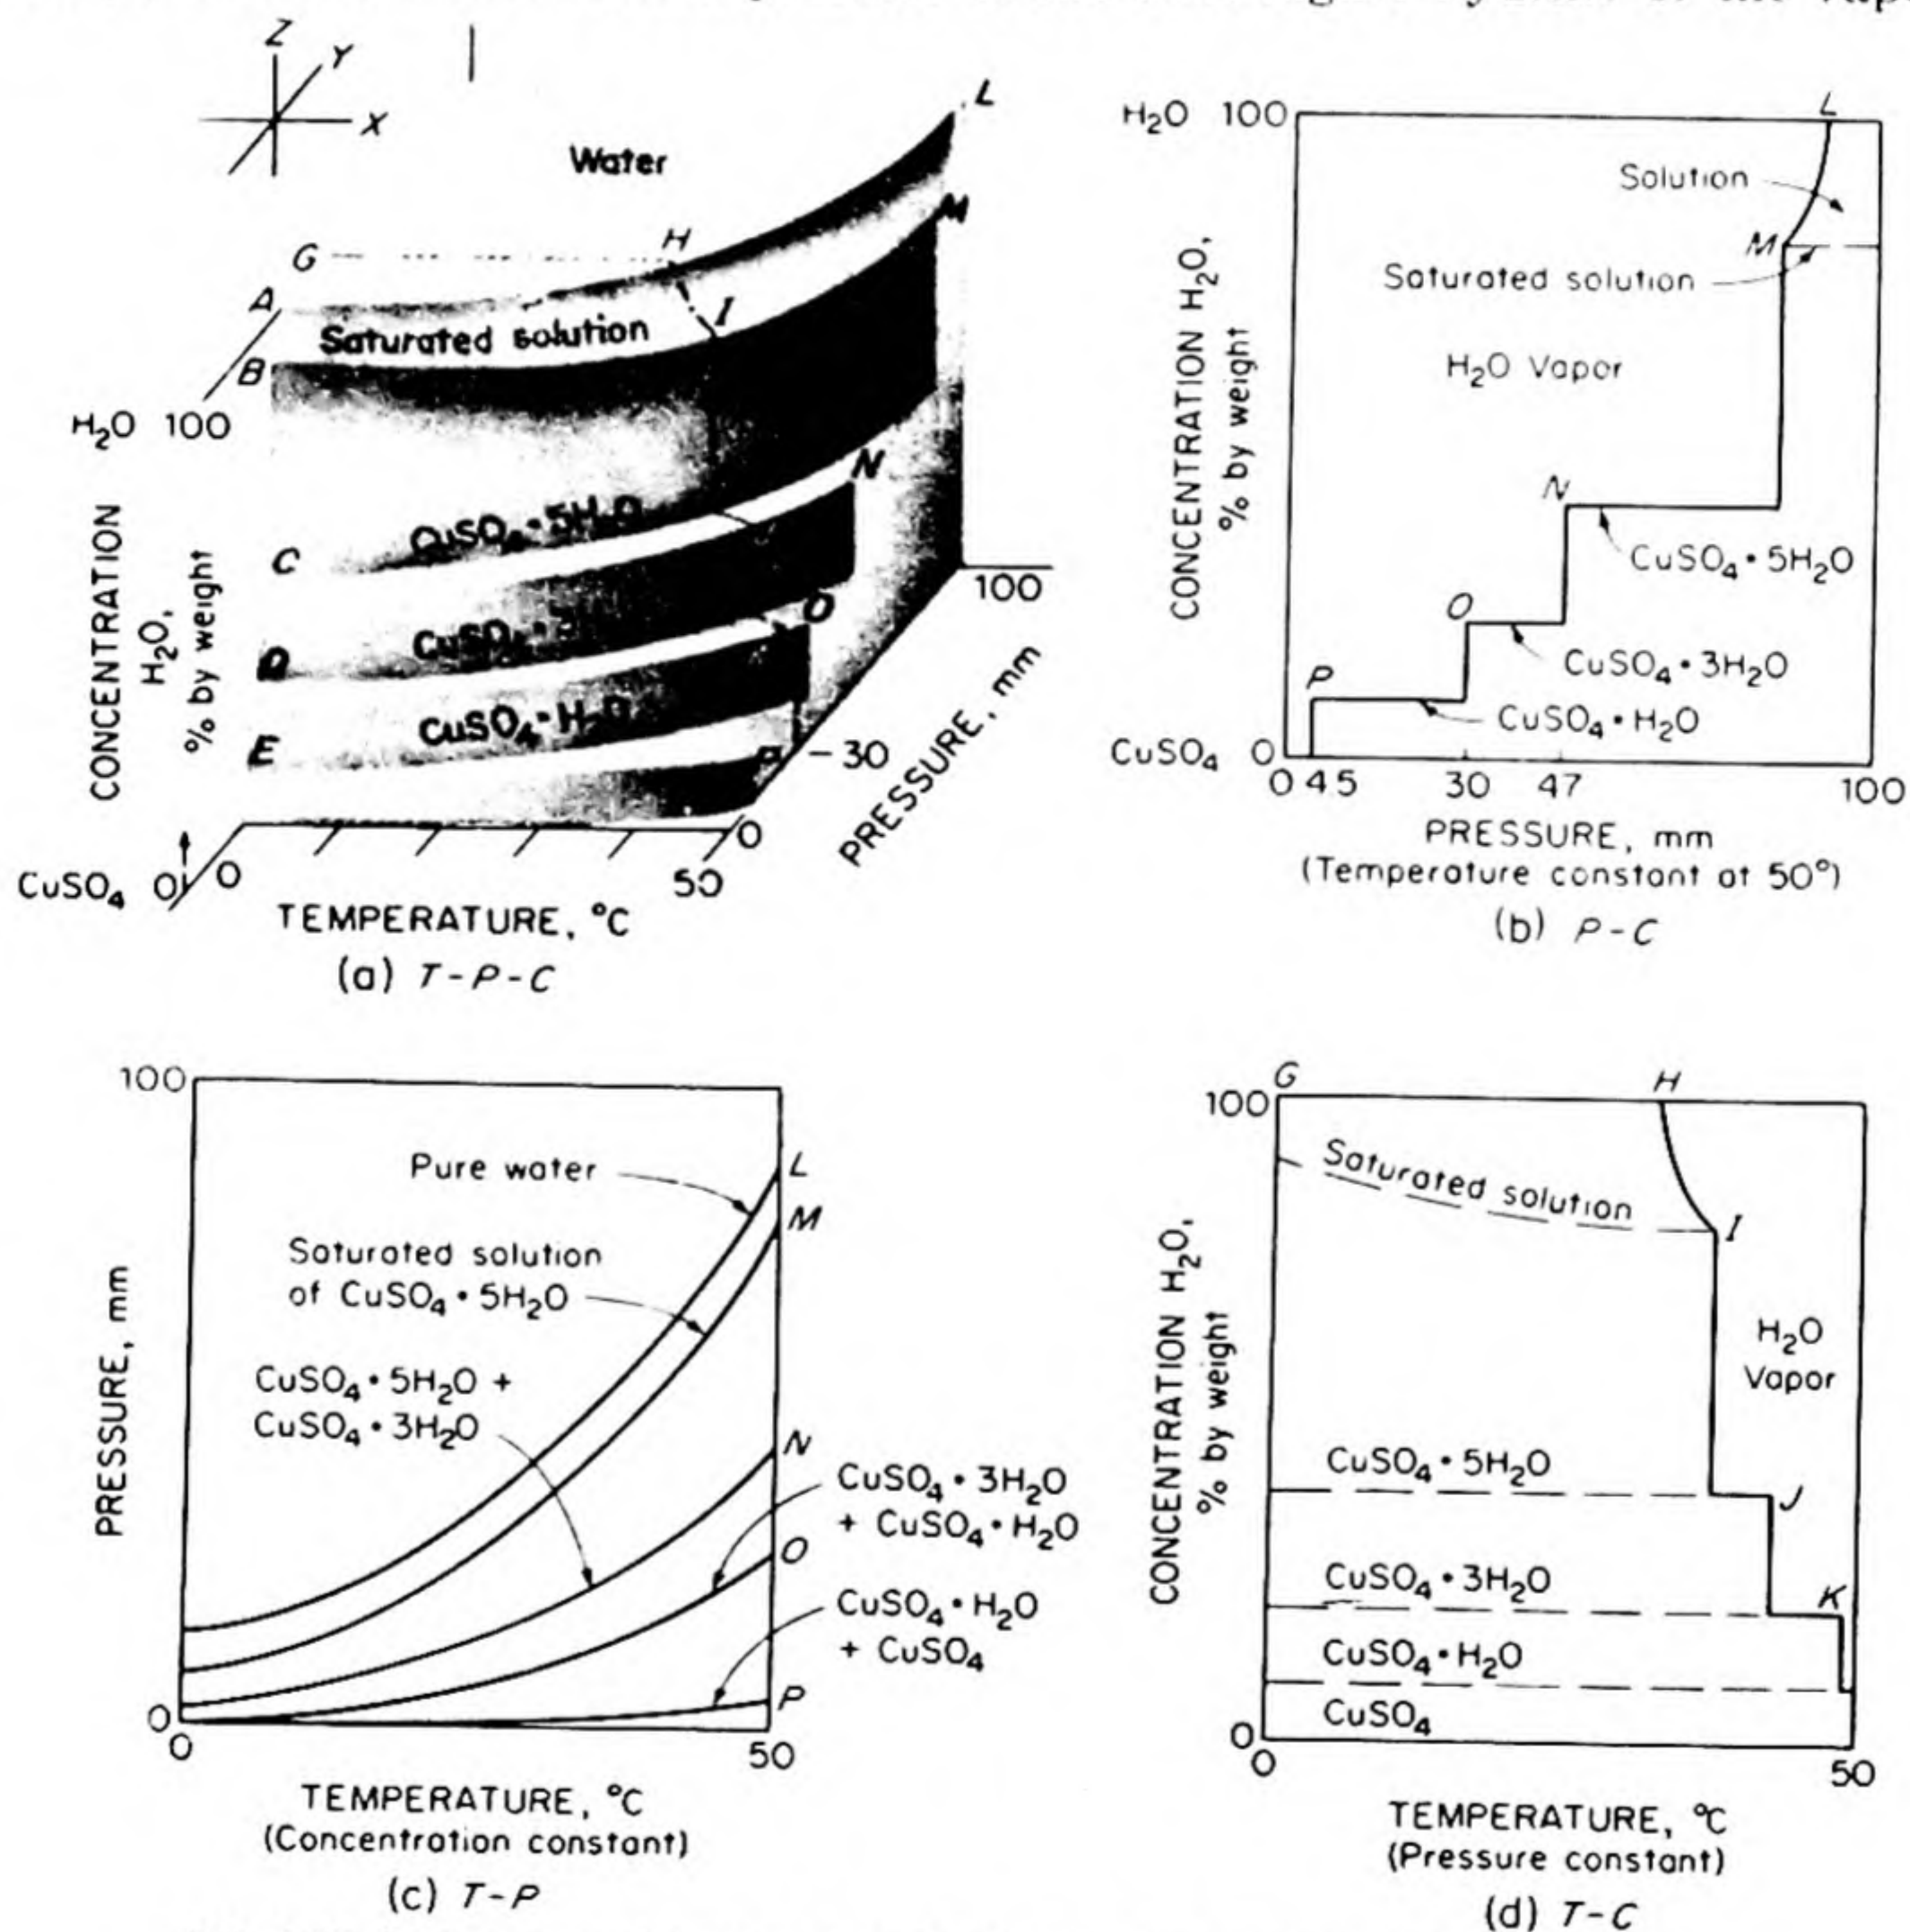 Z
Y
X
Water
L
M
G
H
A
I
Saturated solution
B
H₂O 100
N
CuSO₄•5H₂O
C
O
100
D
CuSO₄•
CuSO₄•H₂O
E
P
30
CONCENTRATION
H₂O,
% by weight
PRESSURE, mm
0
CuSO₄ 0
0
50
TEMPERATURE, °C
(a) T-P-C
L
H₂O 100
Solution
M
Saturated solution
H₂O Vapor
CONCENTRATION H₂O,
% by weight
N
CuSO₄•5H₂O
O
CuSO₄•3H₂O
P
CuSO₄•H₂O
CuSO₄ 0
0 4.5 30 47 100
PRESSURE, mm
(Temperature constant at 50°)
(b) P-C
100
Pure water
L
M
Saturated solution
of CuSO₄•5H₂O
PRESSURE, mm
CuSO₄•5H₂O +
CuSO₄•3H₂O
N
CuSO₄•3H₂O
+ CuSO₄•H₂O
O
CuSO₄•H₂O
+ CuSO₄
P
0
0 50
TEMPERATURE, °C
(Concentration constant)
(c) T-P
G H
100
Saturated solution
I
H₂O
Vapor
CONCENTRATION H₂O,
% by weight
CuSO₄•5H₂O
J
CuSO₄•3H₂O
K
CuSO₄•H₂O
CuSO₄
0
0 50
TEMPERATURE, °C
(Pressure constant)
(d) T-C